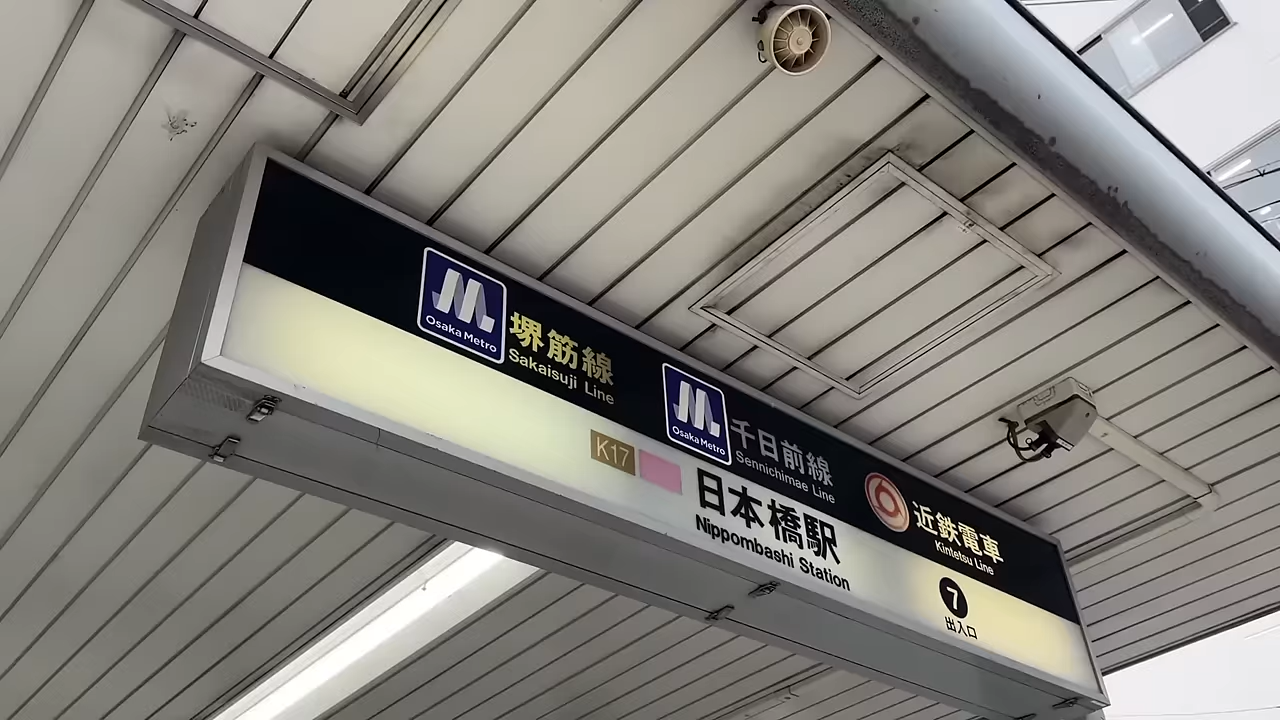 Osaka Metro
堺筋線
Sakaisuji Line
Osaka Metro
千日前線
Sennichimae Line
近鉄電車
Kintetsu Line
K17
日本橋駅
Nippombashi Station
7
出入口